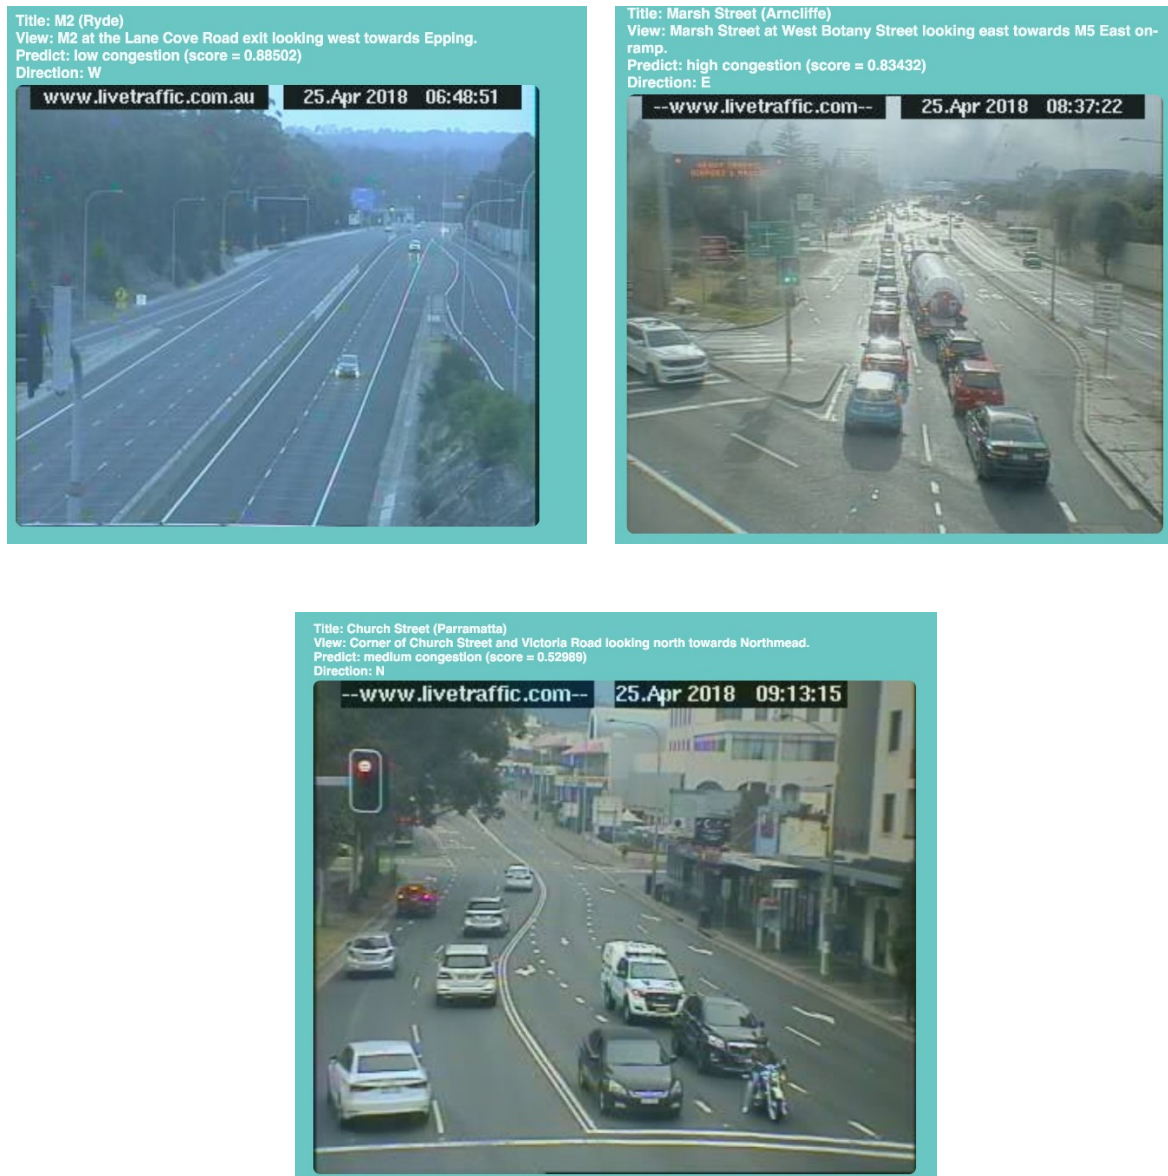 Title: M2 (Ryde)
View: M2 at the Lane Cove Road exit looking west towards Epping.
Predict: low congestion (score = 0.88502)
Direction: W
www.livetraffic.com.au 25.Apr 2018 06:48:51
Title: Marsh Street (Arncliffe)
View: Marsh Street at West Botany Street looking east towards M5 East on-
ramp.
Predict: high congestion (score = 0.83432)
Direction: E
--www.livetraffic.com-- 25.Apr 2018 08:37:22
Title: Church Street (Parramatta)
View: Corner of Church Street and Victoria Road looking north towards Northmead.
Predict: medium congestion (score = 0.52989)
Direction: N
--www.livetraffic.com-- 25.Apr 2018 09:13:15